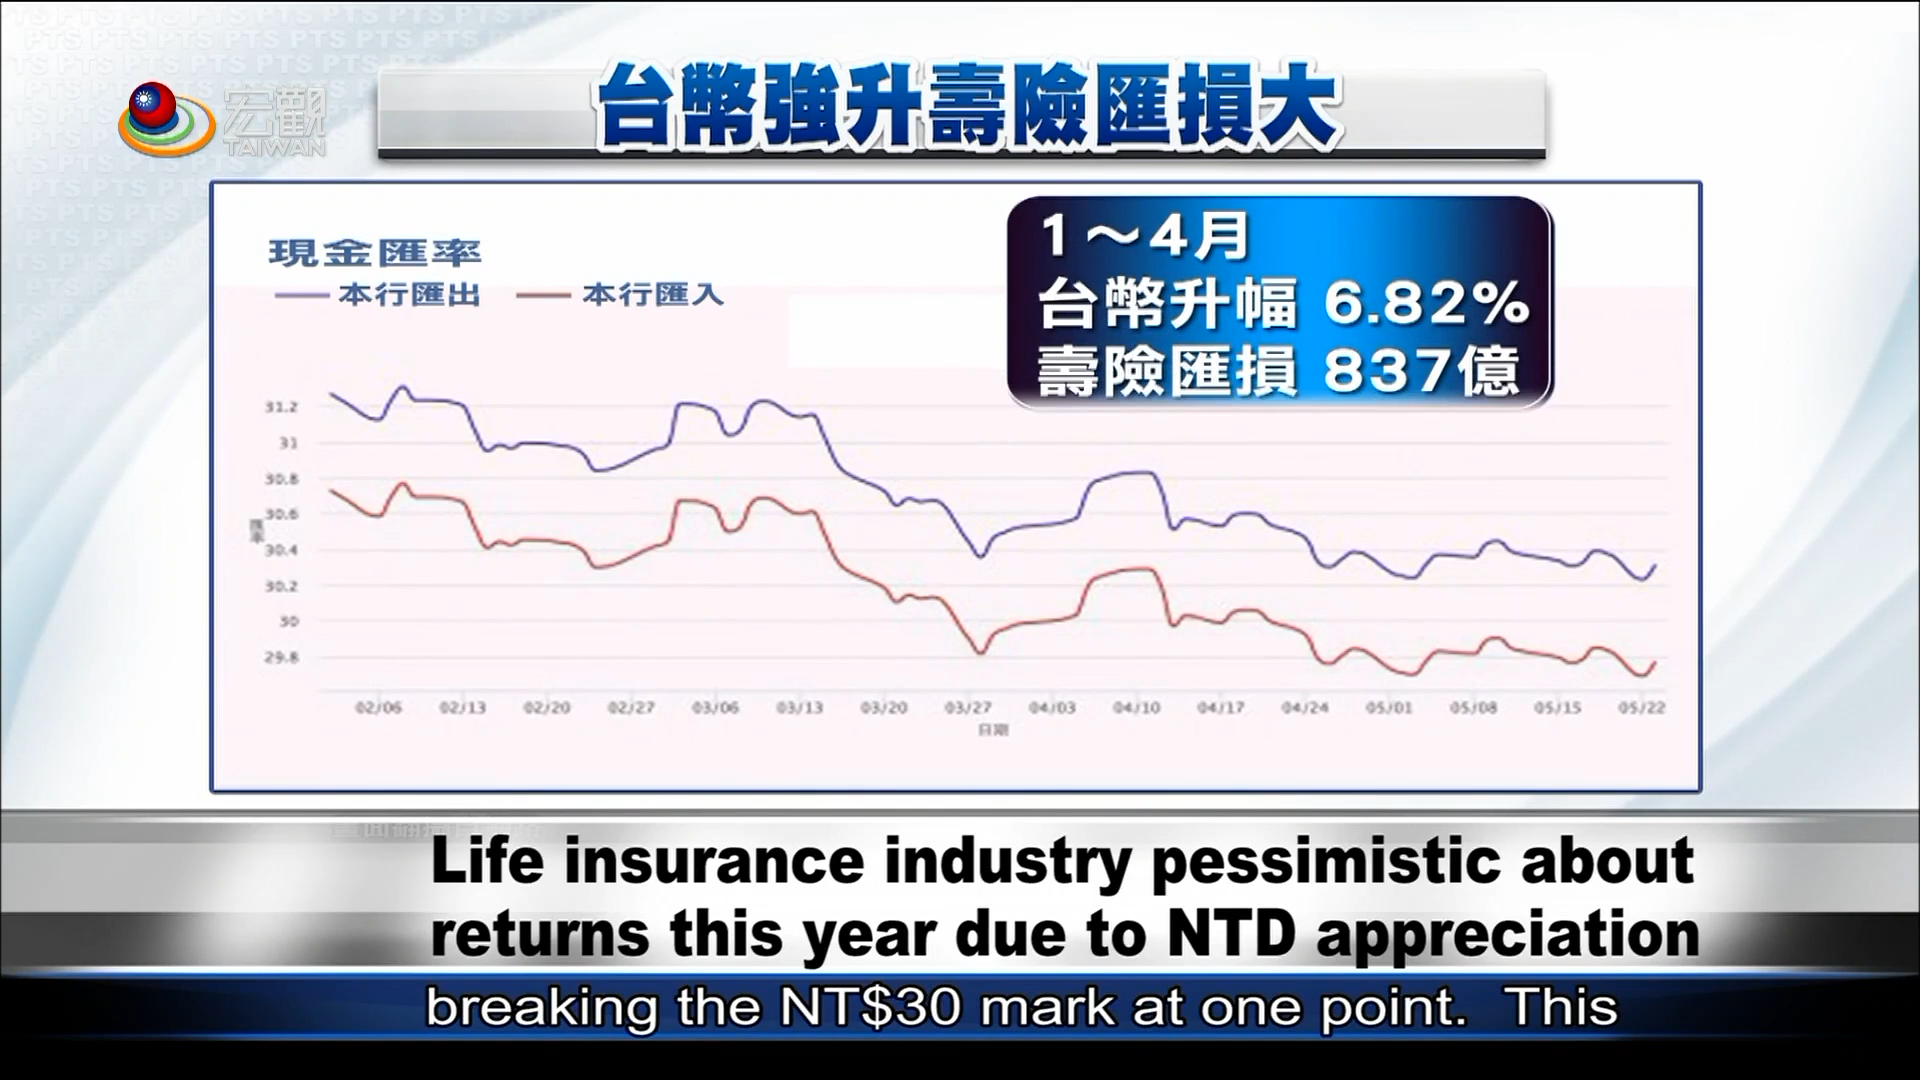 宏觀
TAIWAN
台幣強升壽險匯損大
1～4月
台幣升幅 6.82%
壽險匯損 837億
現金匯率
本行匯出 本行匯入
31.2
31
30.8
30.6
30.4
30.2
30
29.8
匯率
02/06 02/13 02/20 02/27 03/06 03/13 03/20 03/27 04/03 04/10 04/17 04/24 05/01 05/08 05/15 05/22
日期
Life insurance industry pessimistic about
returns this year due to NTD appreciation
breaking the NT$30 mark at one point. This